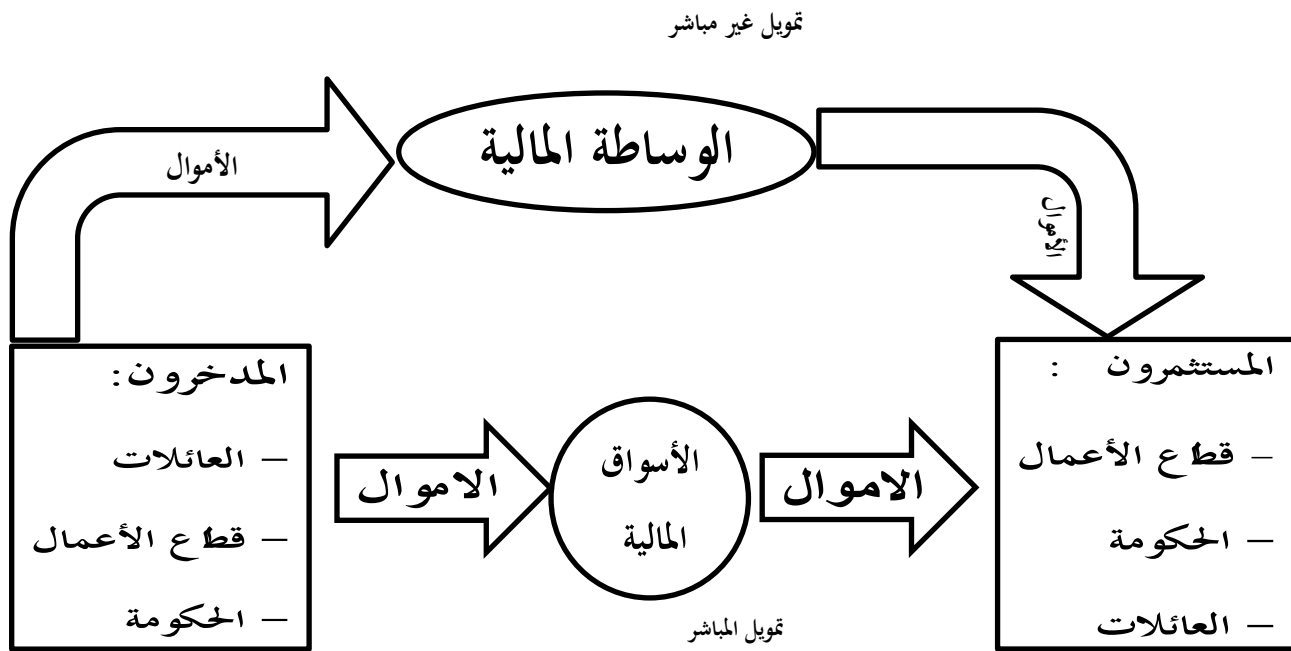 تمويل غير مباشر
الوساطة المالية
الأموال
الأموال
المدخرون:
– العائلات
– قطاع الأعمال
– الحكومة
الاموال
الأسواق
المالية
الاموال
المستثمرون :
– قطاع الأعمال
– الحكومة
– العائلات
تمويل المباشر